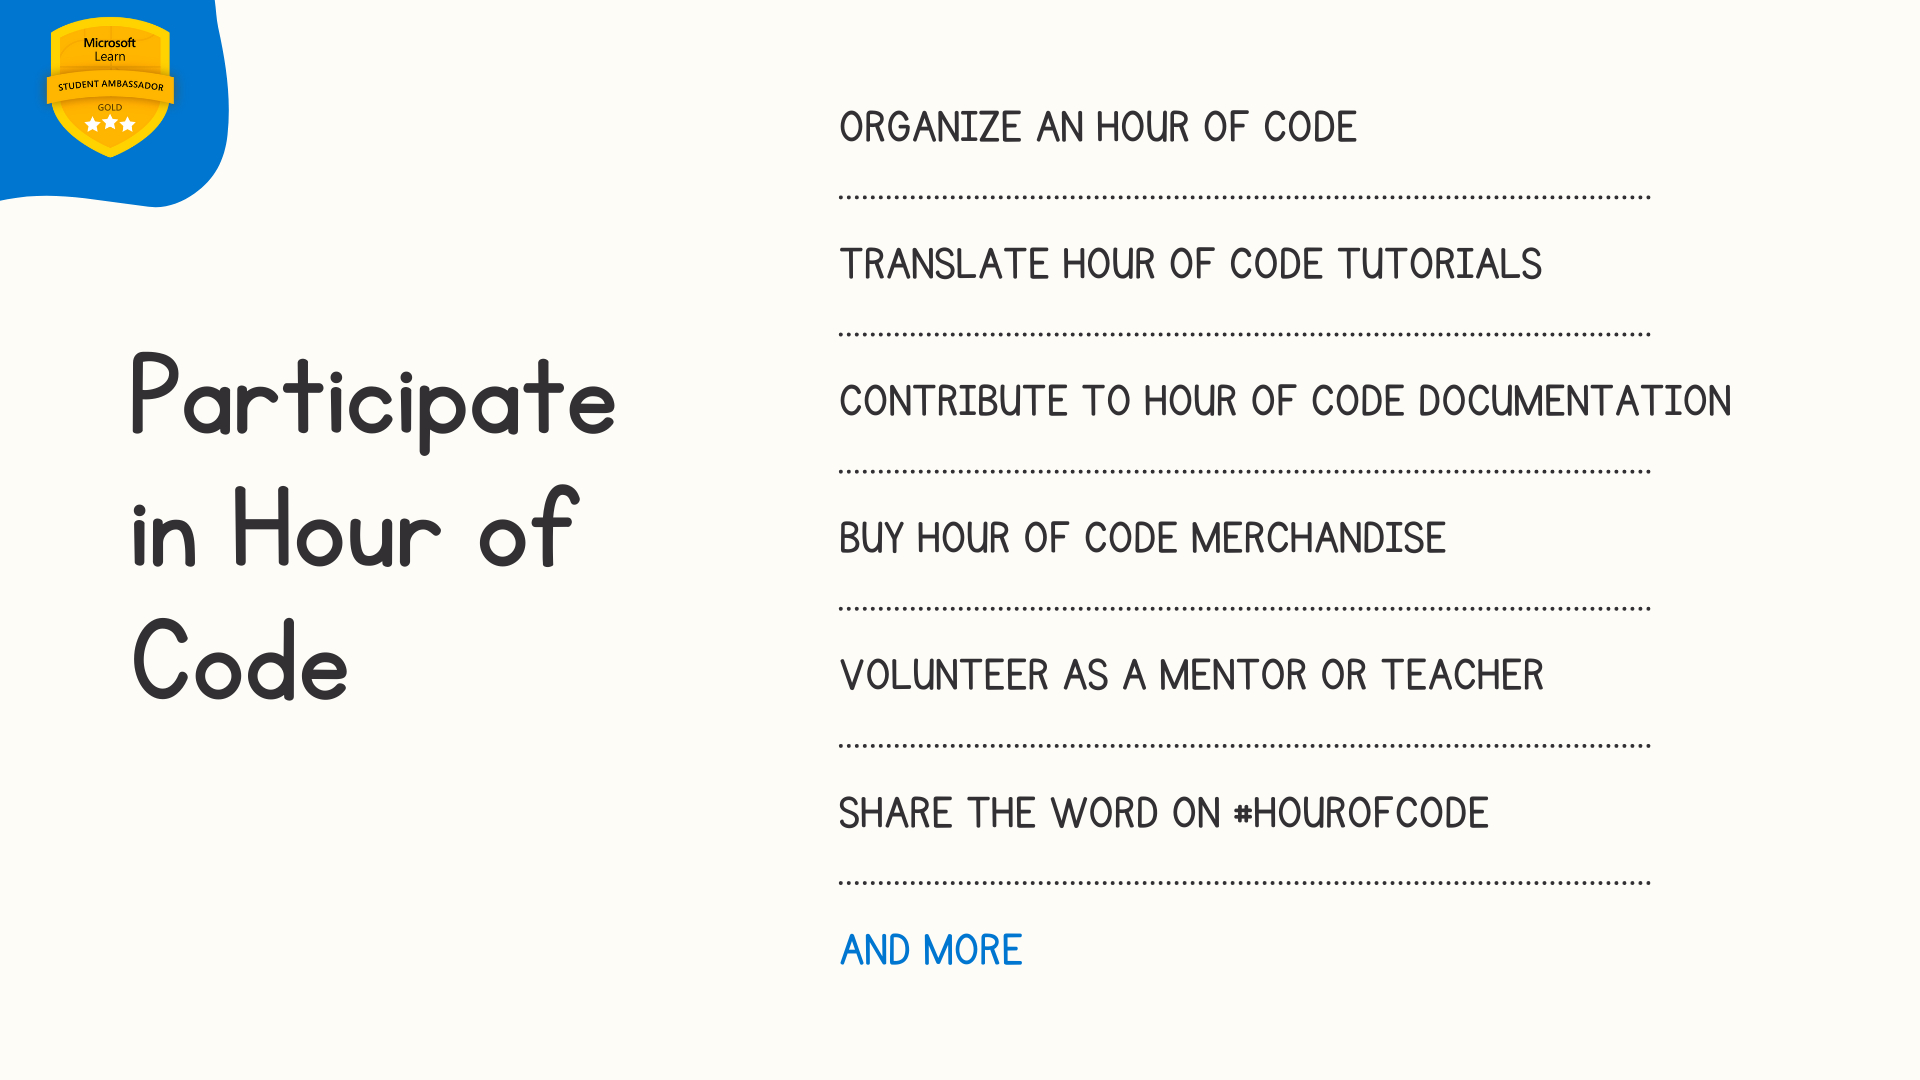 Microsoft
Learn
STUDENT AMBASSADOR
GOLD
Participate
in Hour of
Code
ORGANIZE AN HOUR OF CODE
TRANSLATE HOUR OF CODE TUTORIALS
CONTRIBUTE TO HOUR OF CODE DOCUMENTATION
BUY HOUR OF CODE MERCHANDISE
VOLUNTEER AS A MENTOR OR TEACHER
SHARE THE WORD ON #HOUROFCODE
AND MORE